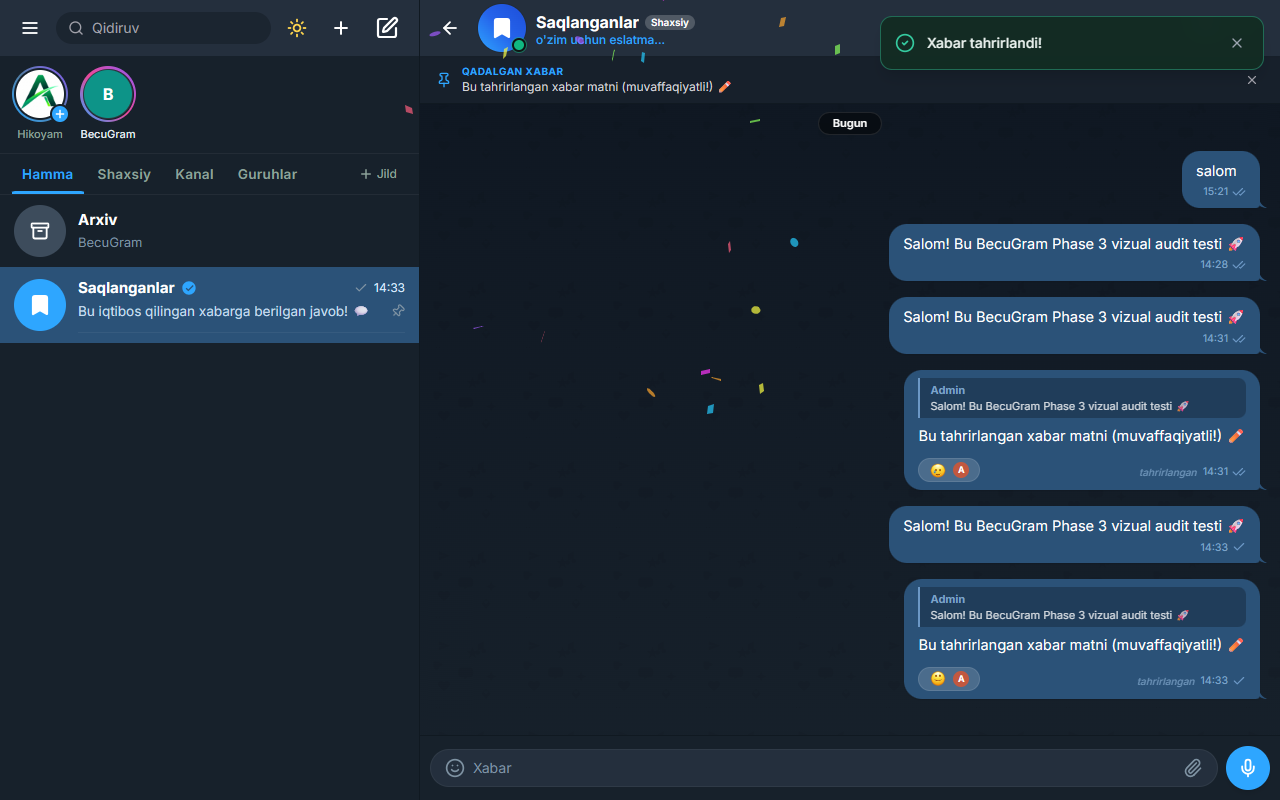 Qidiruv
Hikoyam
B
BecuGram
Hamma
Shaxsiy
Kanal
Guruhlar
+ Jild
Arxiv
BecuGram
Saqlanganlar
14:33
Bu iqtibos qilingan xabarga berilgan javob! 💬
Saqlanganlar
Shaxsiy
o'zim uchun eslatma...
Xabar tahrirlandi!
QADALGAN XABAR
Bu tahrirlangan xabar matni (muvaffaqiyatli!) ✏️
Bugun
salom
15:21
Salom! Bu BecuGram Phase 3 vizual audit testi 🚀
14:28
Salom! Bu BecuGram Phase 3 vizual audit testi 🚀
14:31
Admin
Salom! Bu BecuGram Phase 3 vizual audit testi 🚀
Bu tahrirlangan xabar matni (muvaffaqiyatli!) ✏️
A
tahrirlangan 14:31
Salom! Bu BecuGram Phase 3 vizual audit testi 🚀
14:33
Admin
Salom! Bu BecuGram Phase 3 vizual audit testi 🚀
Bu tahrirlangan xabar matni (muvaffaqiyatli!) ✏️
A
tahrirlangan 14:33
Xabar